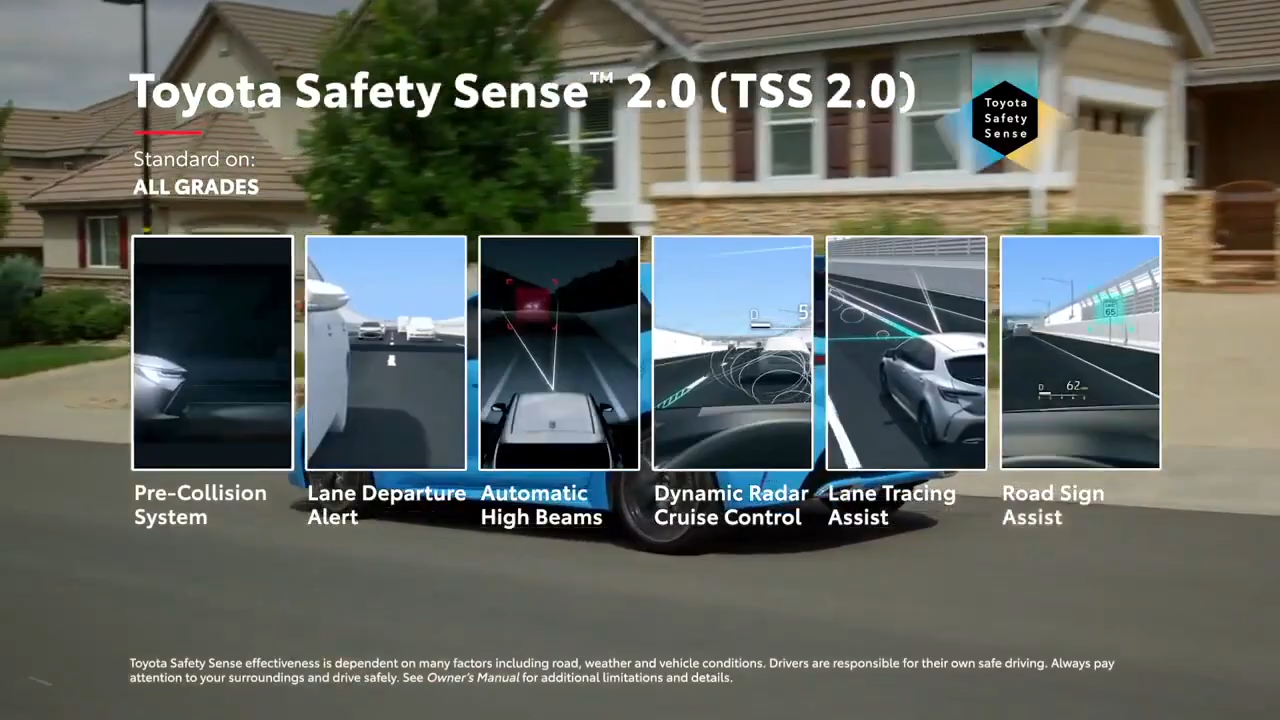 Toyota Safety Sense™ 2.0 (TSS 2.0)
Toyota
Safety
Sense
Standard on:
ALL GRADES
D 5
65
D 62
Pre-Collision
System
Lane Departure
Alert
Automatic
High Beams
Dynamic Radar
Cruise Control
Lane Tracing
Assist
Road Sign
Assist
Toyota Safety Sense effectiveness is dependent on many factors including road, weather and vehicle conditions. Drivers are responsible for their own safe driving. Always pay
attention to your surroundings and drive safely. See Owner's Manual for additional limitations and details.